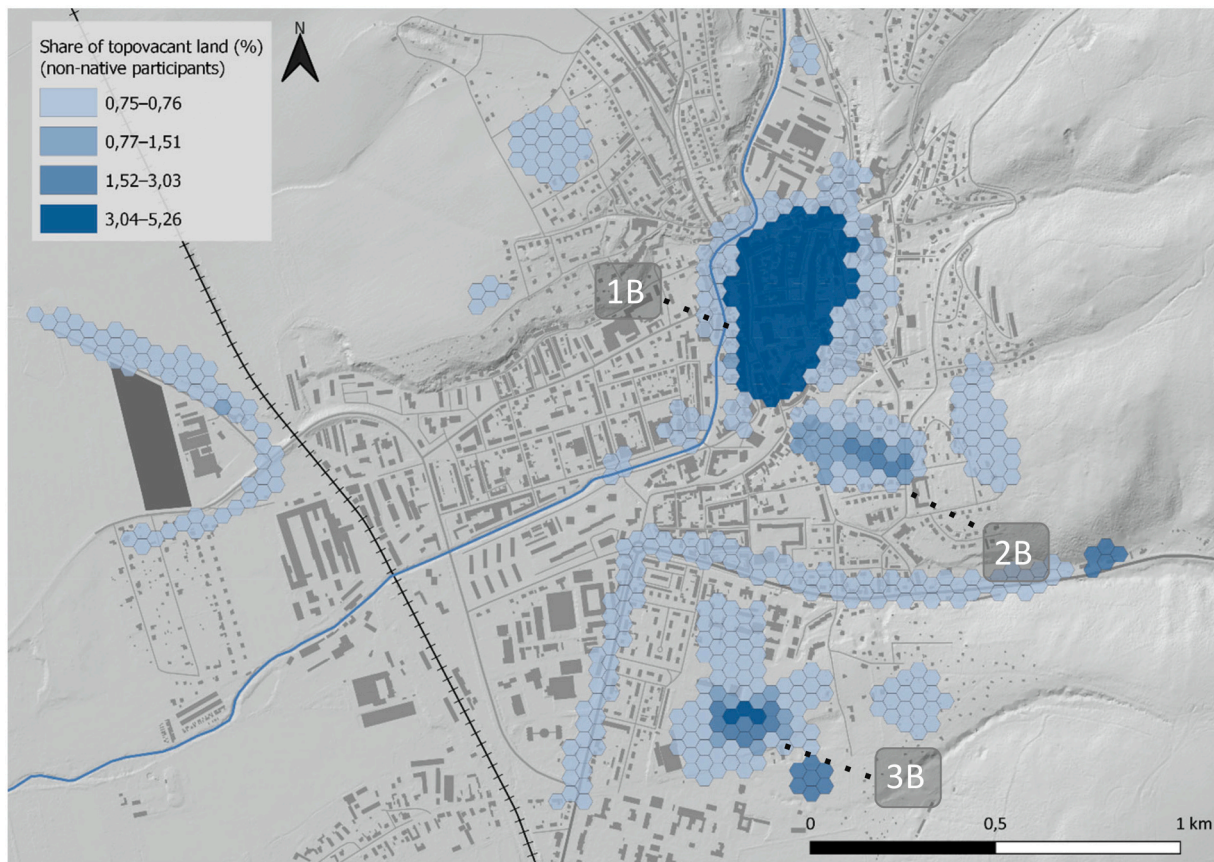 Share of topovacant land (%)
(non-native participants)
0,75–0,76
0,77–1,51
1,52–3,03
3,04–5,26
N
1B
2B
3B
0 0,5 1 km